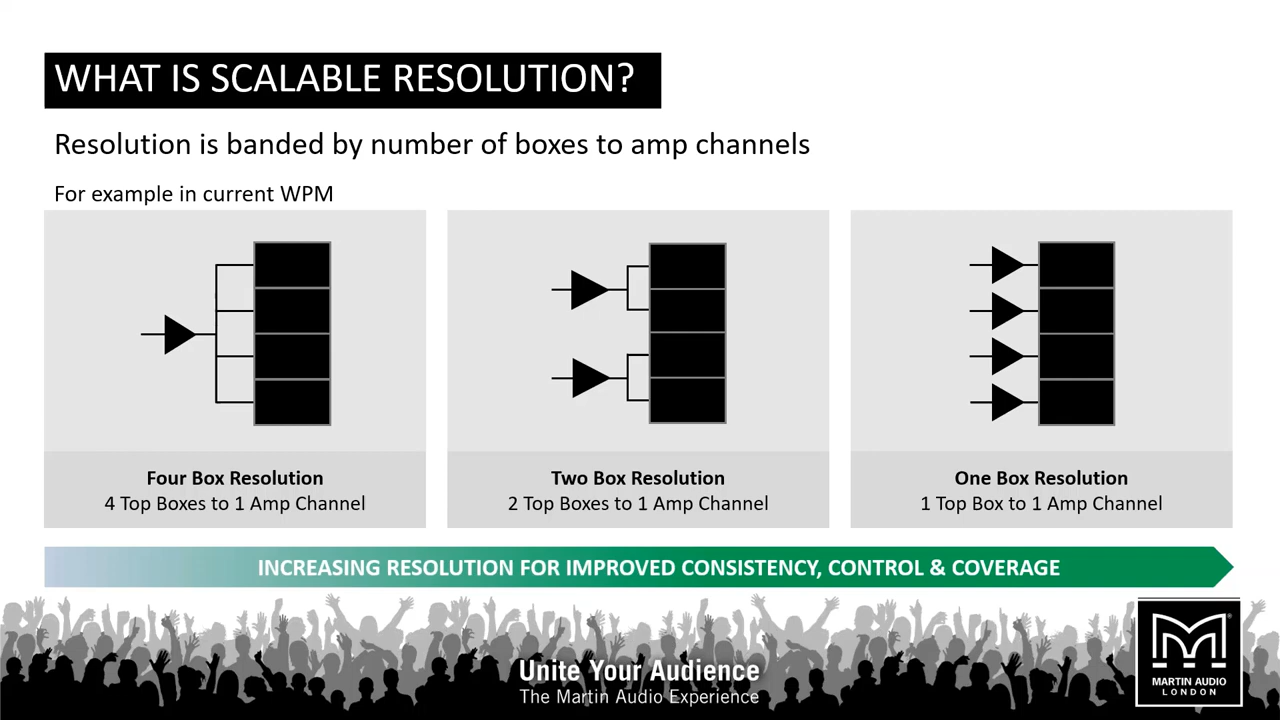 WHAT IS SCALABLE RESOLUTION?
Resolution is banded by number of boxes to amp channels
For example in current WPM
Four Box Resolution
4 Top Boxes to 1 Amp Channel
Two Box Resolution
2 Top Boxes to 1 Amp Channel
One Box Resolution
1 Top Box to 1 Amp Channel
INCREASING RESOLUTION FOR IMPROVED CONSISTENCY, CONTROL & COVERAGE
Unite Your Audience
The Martin Audio Experience
MARTIN AUDIO
LONDON